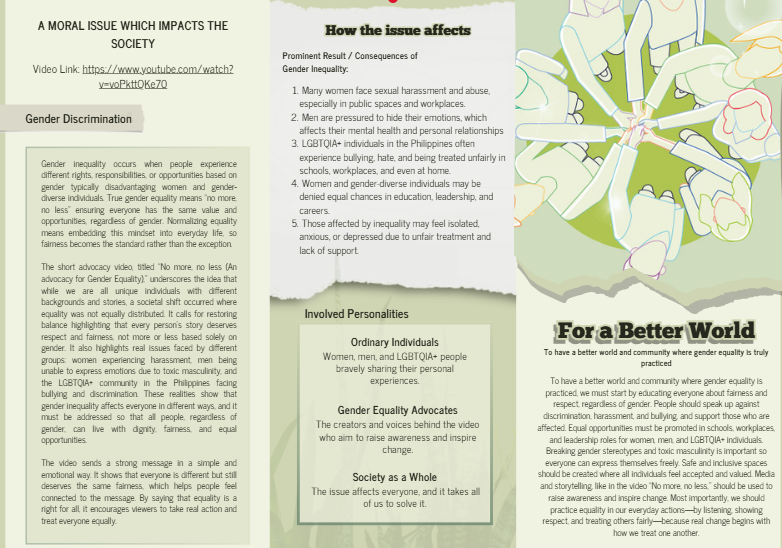 A MORAL ISSUE WHICH IMPACTS THE
SOCIETY
Video Link: https://www.youtube.com/watch?
v=voPkttQKe70
Gender Discrimination
Gender inequality occurs when people experience
different rights, responsibilities, or opportunities based on
gender typically disadvantaging women and gender-
diverse individuals. True gender equality means "no more,
no less" ensuring everyone has the same value and
opportunities, regardless of gender. Normalizing equality
means embedding this mindset into everyday life, so
fairness becomes the standard rather than the exception.
The short advocacy video, titled "No more, no less (An
advocacy for Gender Equality)," underscores the idea that
while we are all unique individuals with different
backgrounds and stories, a societal shift occurred where
equality was not equally distributed. It calls for restoring
balance highlighting that every person's story deserves
respect and fairness, not more or less based solely on
gender. It also highlights real issues faced by different
groups: women experiencing harassment, men being
unable to express emotions due to toxic masculinity, and
the LGBTQIA+ community in the Philippines facing
bullying and discrimination. These realities show that
gender inequality affects everyone in different ways, and it
must be addressed so that all people, regardless of
gender, can live with dignity, fairness, and equal
opportunities.
The video sends a strong message in a simple and
emotional way. It shows that everyone is different but still
deserves the same fairness, which helps people feel
connected to the message. By saying that equality is a
right for all, it encourages viewers to take real action and
treat everyone equally.
How the issue affects
Prominent Result / Consequences of
Gender Inequality:
1. Many women face sexual harassment and abuse,
especially in public spaces and workplaces.
2. Men are pressured to hide their emotions, which
affects their mental health and personal relationships
3. LGBTQIA+ individuals in the Philippines often
experience bullying, hate, and being treated unfairly in
schools, workplaces, and even at home.
4. Women and gender-diverse individuals may be
denied equal chances in education, leadership, and
careers.
5. Those affected by inequality may feel isolated,
anxious, or depressed due to unfair treatment and
lack of support.
Involved Personalities
Ordinary Individuals
Women, men, and LGBTQIA+ people
bravely sharing their personal
experiences.
Gender Equality Advocates
The creators and voices behind the video
who aim to raise awareness and inspire
change.
Society as a Whole
The issue affects everyone, and it takes all
of us to solve it.
For a Better World
To have a better world and community where gender equality is truly
practiced
To have a better world and community where gender equality is
practiced, we must start by educating everyone about fairness and
respect, regardless of gender. People should speak up against
discrimination, harassment, and bullying, and support those who are
affected. Equal opportunities must be promoted in schools, workplaces,
and leadership roles for women, men, and LGBTQIA+ individuals.
Breaking gender stereotypes and toxic masculinity is important so
everyone can express themselves freely. Safe and inclusive spaces
should be created where all individuals feel accepted and valued. Media
and storytelling, like in the video "No more, no less," should be used to
raise awareness and inspire change. Most importantly, we should
practice equality in our everyday actions—by listening, showing
respect, and treating others fairly—because real change begins with
how we treat one another.